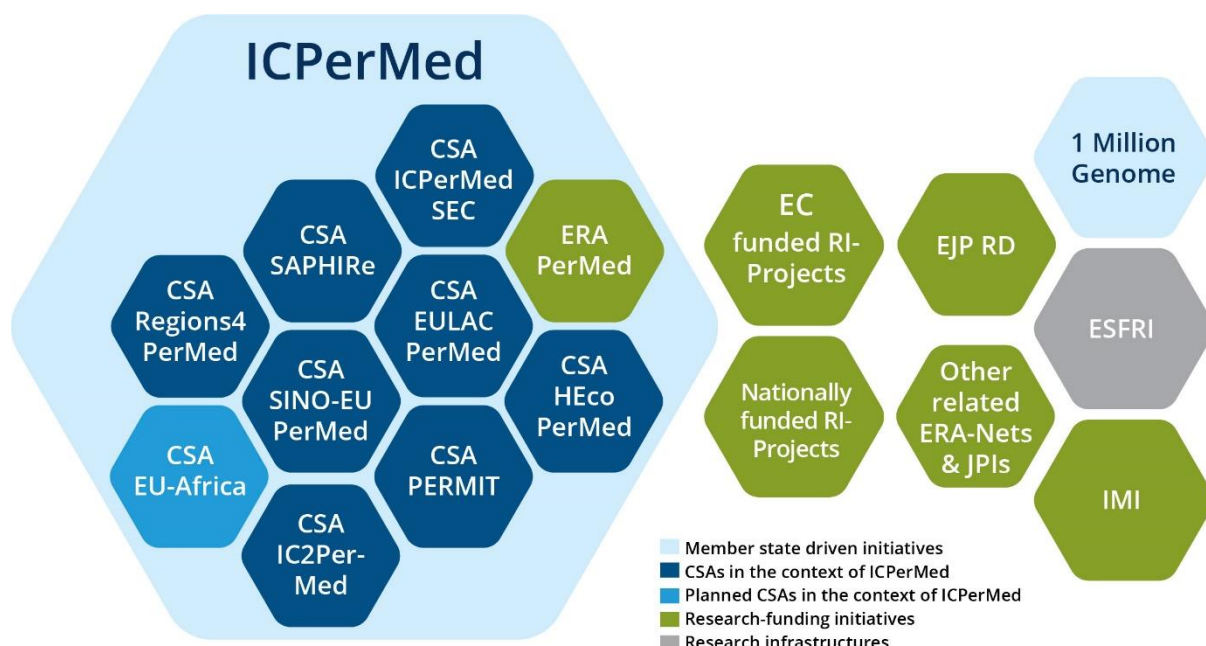 ICPerMed
CSA
ICPerMed
SEC
CSA
SAPHIRe
ERA
PerMed
CSA
Regions4
PerMed
CSA
EULAC
PerMed
CSA
SINO-EU
PerMed
CSA
HEco
PerMed
CSA
EU-Africa
CSA
PERMIT
CSA
IC2Per-
Med
EC
funded RI-
Projects
EJP RD
1 Million
Genome
ESFRI
Nationally
funded RI-
Projects
Other
related
ERA-Nets
& JPIs
IMI
Member state driven initiatives
CSAs in the context of ICPerMed
Planned CSAs in the context of ICPerMed
Research-funding initiatives
Research infrastructures